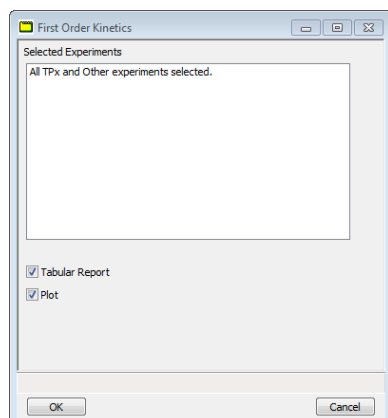 First Order Kinetics
Selected Experiments
All TPx and Other experiments selected.
Tabular Report
Plot
OK
Cancel